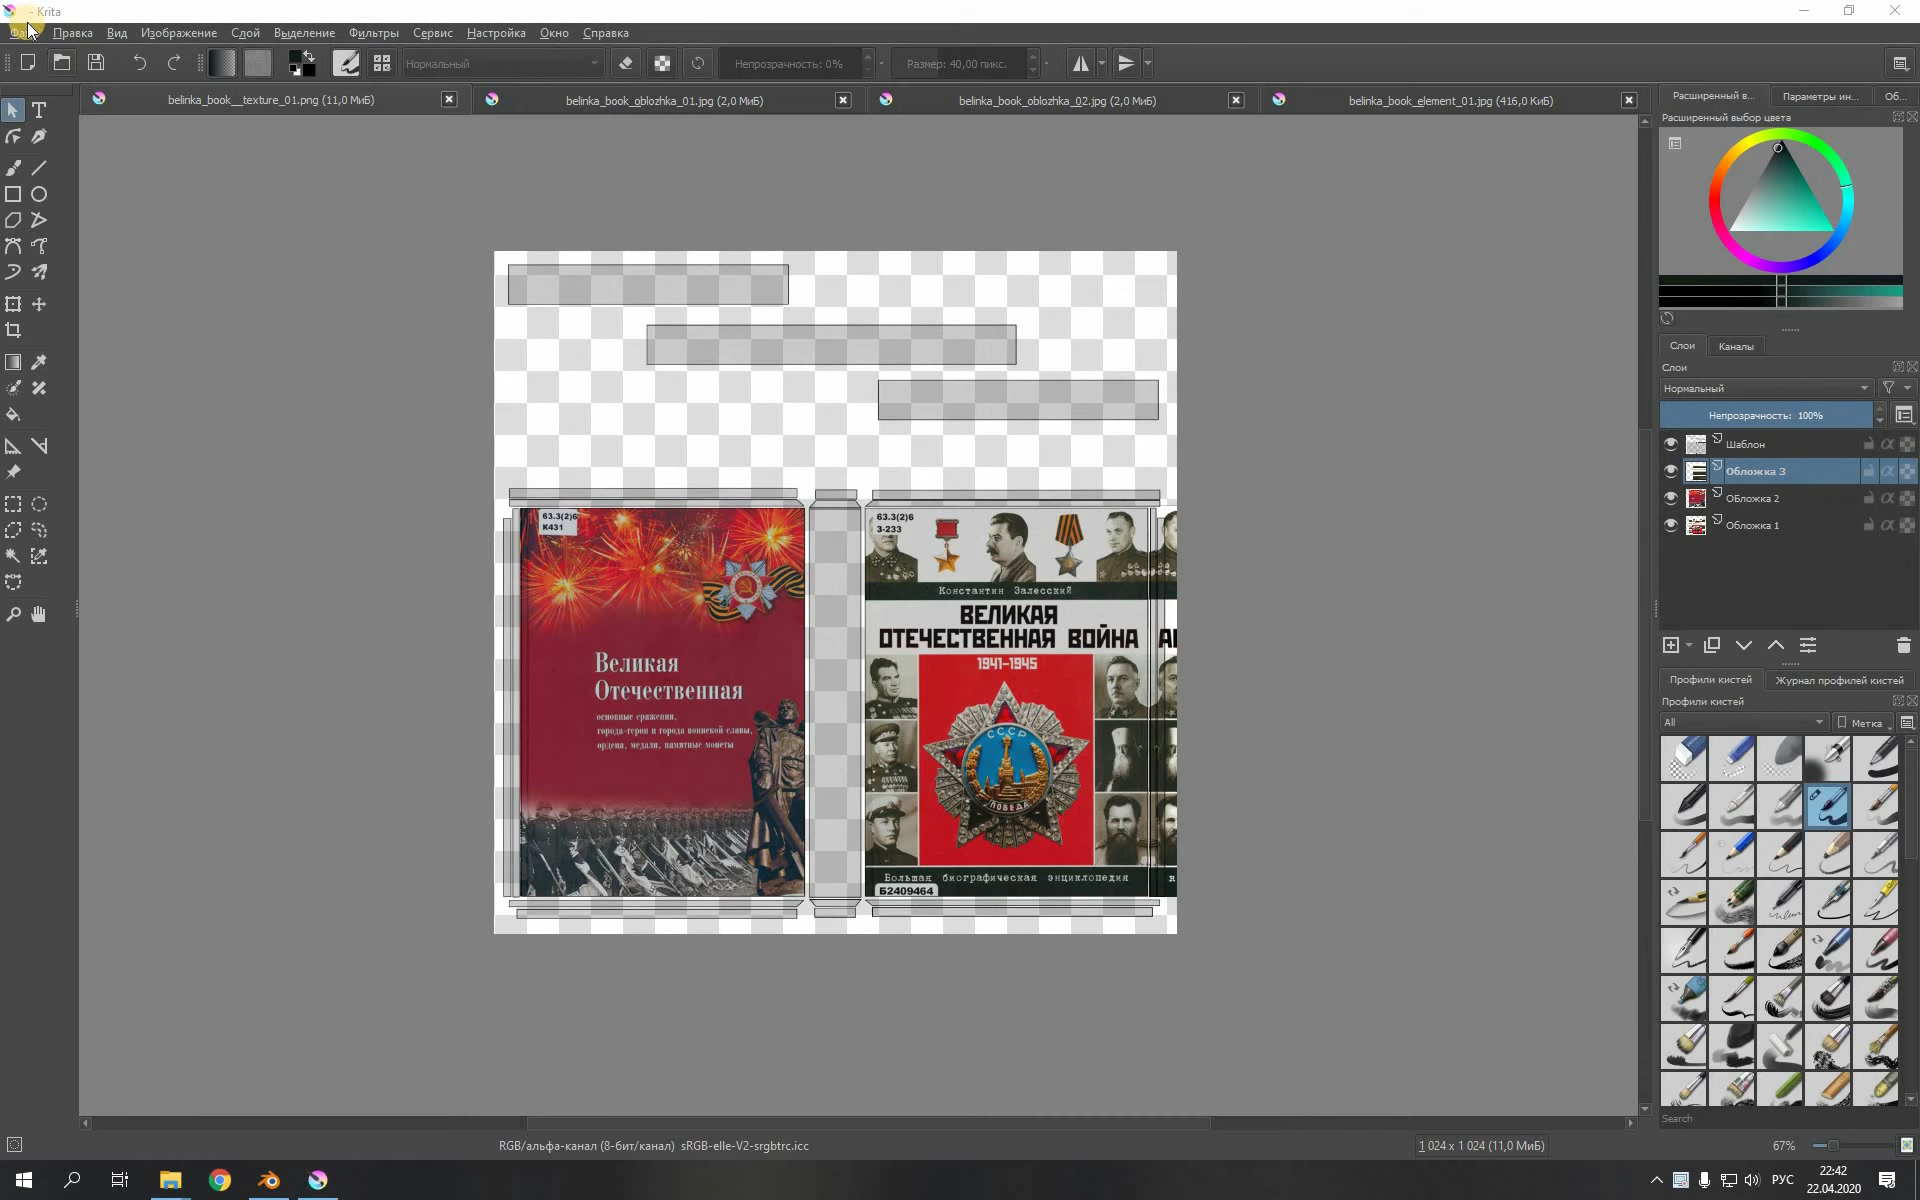 - Krita
Файл Правка Вид Изображение Слой Выделение Фильтры Сервис Настройка Окно Справка
Нормальный Непрозрачность: 0% Размер: 40,00 пикс.
belinka_book__texture_01.png (11,0 МиБ) belinka_book_oblozhka_01.jpg (2,0 МиБ) belinka_book_oblozhka_02.jpg (2,0 МиБ) belinka_book_element_01.jpg (416,0 КиБ)
Расширенный в... Параметры ин... Об...
Расширенный выбор цвета
Слои Каналы
Слои
Нормальный
Непрозрачность: 100%
Шаблон
Обложка 3
ОБложка 2
Обложка 1
63.3(2)6
К431
Великая
Отечественная
основные сражения,
города-герои и города воинской славы,
ордена, медали, памятные монеты
63.3(2)6
З-233
Константин Залесский
ВЕЛИКАЯ
ОТЕЧЕСТВЕННАЯ ВОЙНА
1941-1945
СССР
ПОБЕДА
Большая биографическая энциклопедия
Б2409464
Профили кистей Журнал профилей кистей
Профили кистей
All Метка
Search
RGB/альфа-канал (8-бит/канал) sRGB-elle-V2-srgbtrc.icc
1 024 x 1 024 (11,0 МиБ)
67%
РУС
22:42
22.04.2020